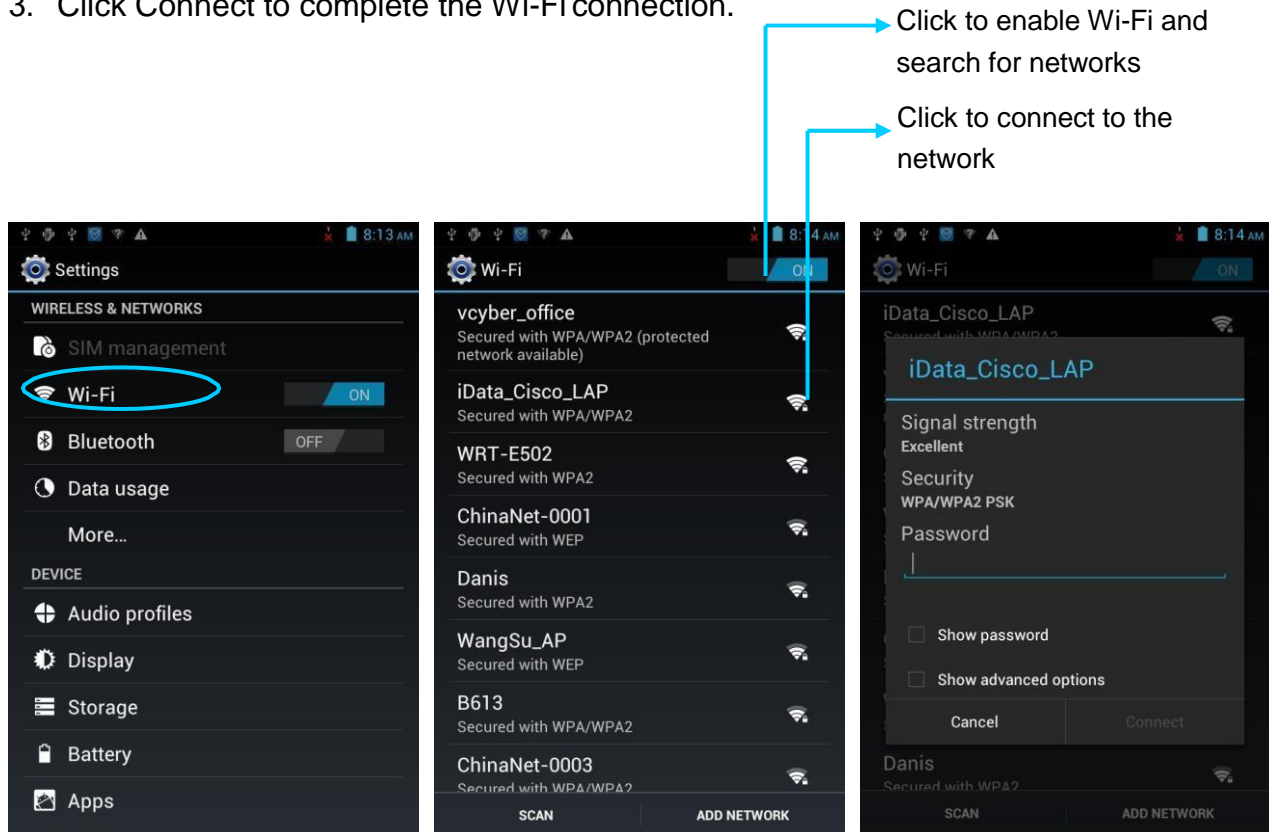 3. Click Connect to complete the Wi-Fi connection.
Click to enable Wi-Fi and
search for networks
Click to connect to the
network
8:13 AM
Settings
WIRELESS & NETWORKS
SIM management
Wi-Fi
ON
Bluetooth
OFF
Data usage
More...
DEVICE
Audio profiles
Display
Storage
Battery
Apps
8:14 AM
Wi-Fi
ON
vcyber_office
Secured with WPA/WPA2 (protected
network available)
iData_Cisco_LAP
Secured with WPA/WPA2
WRT-E502
Secured with WPA2
ChinaNet-0001
Secured with WEP
Danis
Secured with WPA2
WangSu_AP
Secured with WEP
B613
Secured with WPA/WPA2
ChinaNet-0003
Secured with WPA/WPA2
SCAN
ADD NETWORK
8:14 AM
Wi-Fi
ON
iData_Cisco_LAP
Secured with WPA/WPA2
iData_Cisco_LAP
Signal strength
Excellent
Security
WPA/WPA2 PSK
Password
Show password
Show advanced options
Cancel
Connect
Danis
Secured with WPA2
SCAN
ADD NETWORK